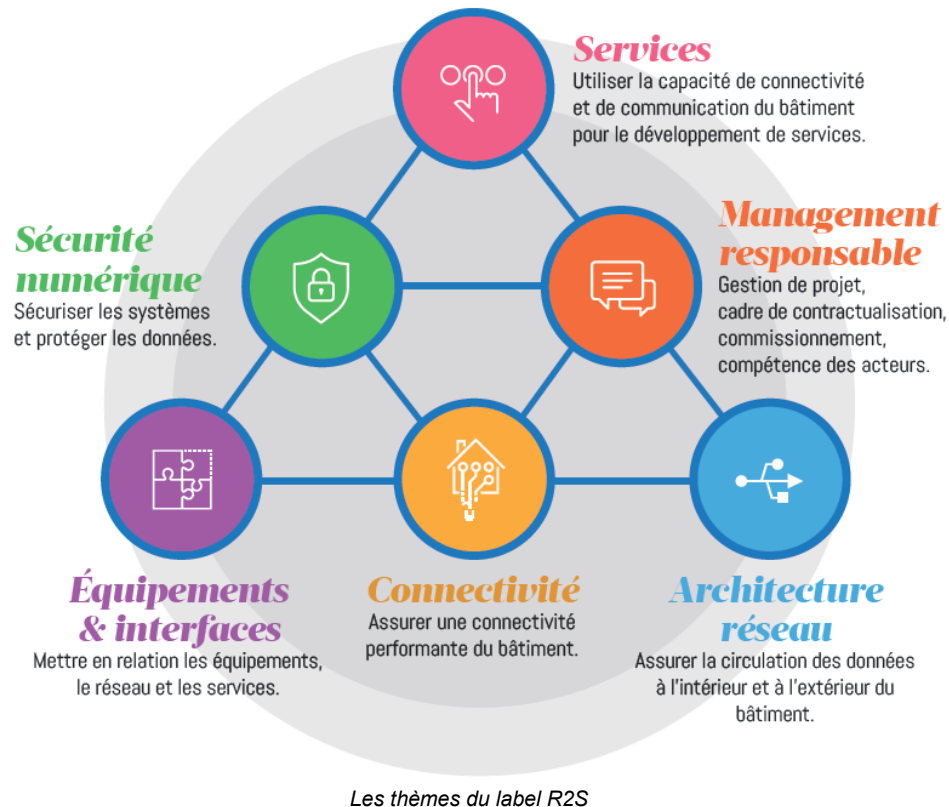 Services
Utiliser la capacité de connectivité
et de communication du bâtiment
pour le développement de services.
Sécurité
numérique
Sécuriser les systèmes
et protéger les données.
Management
responsable
Gestion de projet,
cadre de contractualisation,
commissionnement,
compétence des acteurs.
Équipements
& interfaces
Mettre en relation les équipements,
le réseau et les services.
Connectivité
Assurer une connectivité
performante du bâtiment.
Architecture
réseau
Assurer la circulation des données
à l'intérieur et à l'extérieur du
bâtiment.
Les thèmes du label R2S